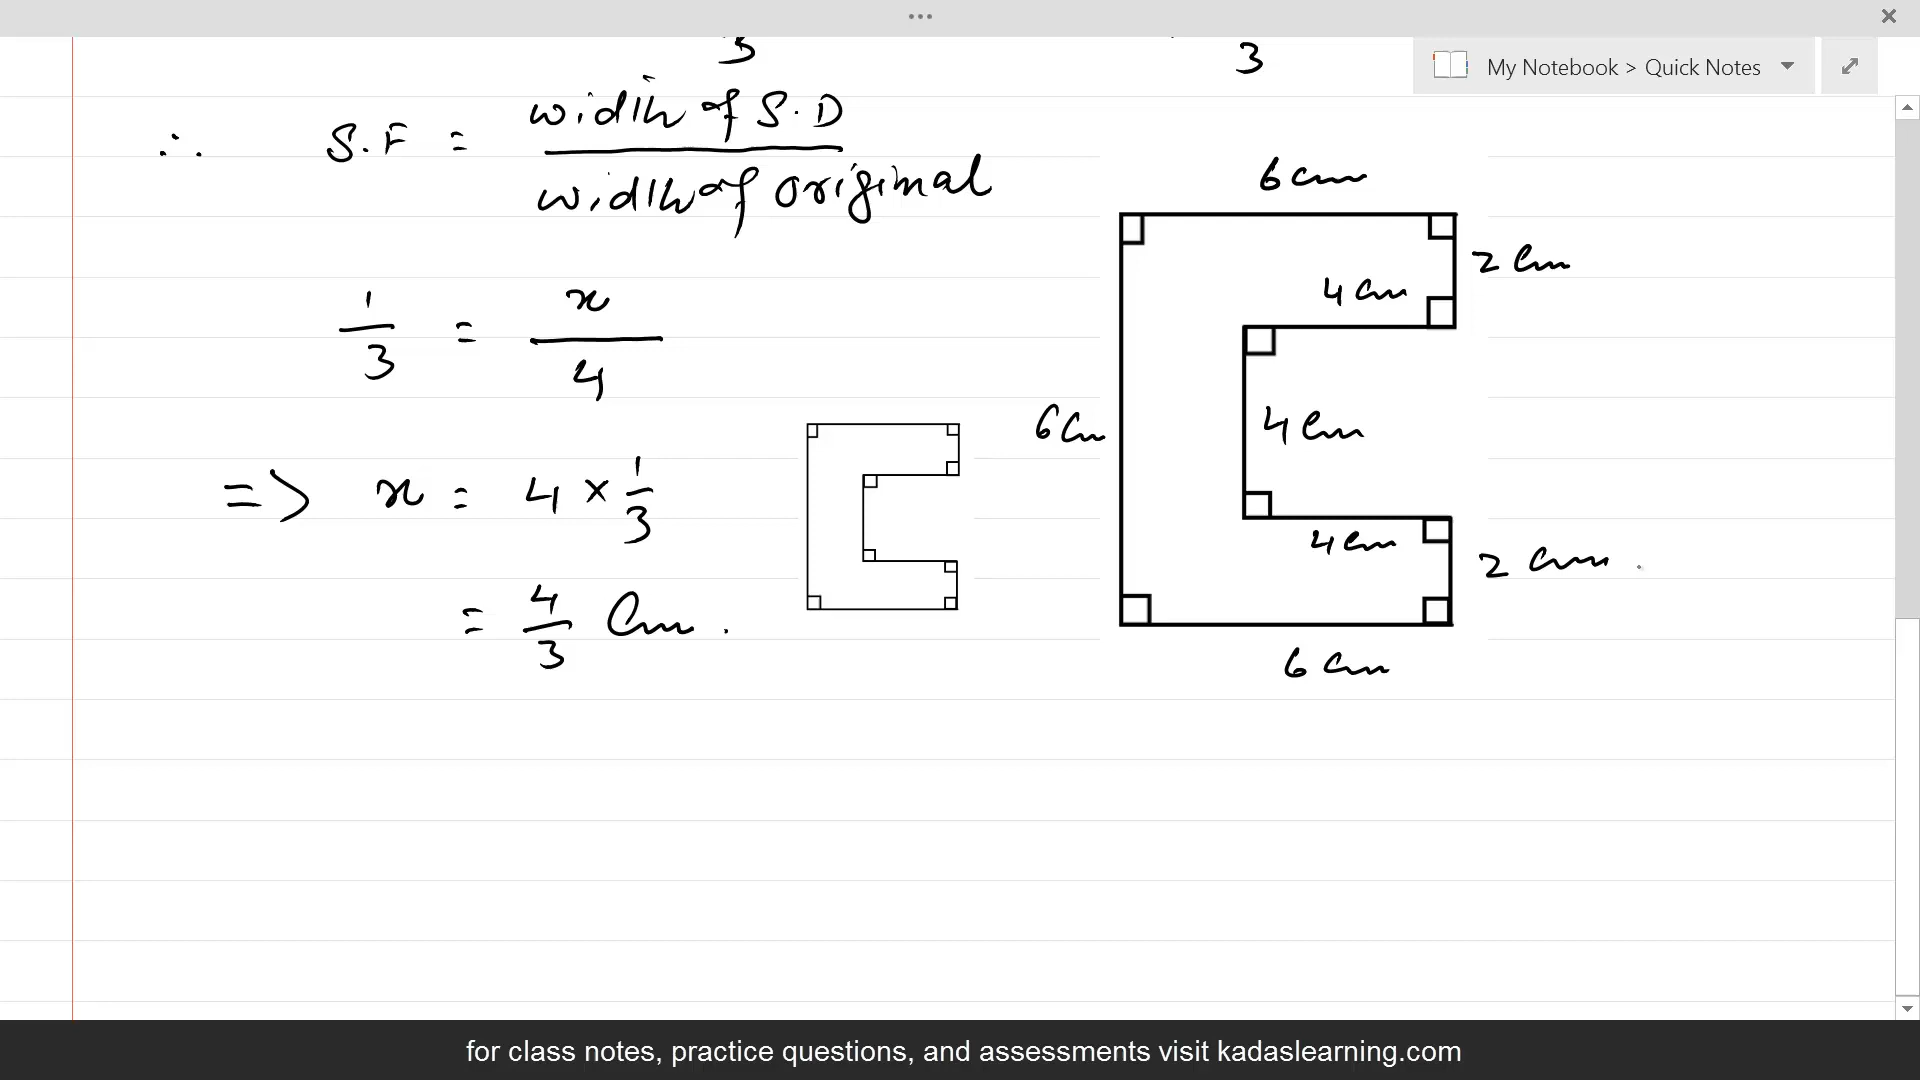 3
3
My Notebook > Quick Notes
∴ S.F = width of S.D / width of original
1/3 = x/4
=> x = 4 × 1/3
= 4/3 Cm.
6 cm
2 cm
4 cm
6 cm
4 cm
4 cm
2 cm.
6 cm
for class notes, practice questions, and assessments visit kadaslearning.com